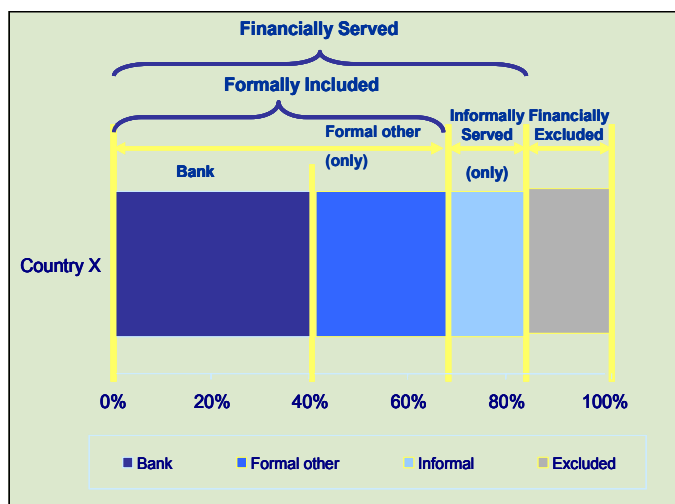 Financially Served
Formally Included
Informally Served
Financially Excluded
Formal other
(only)
Bank
(only)
Country X
0% 20% 40% 60% 80% 100%
Bank Formal other Informal Excluded